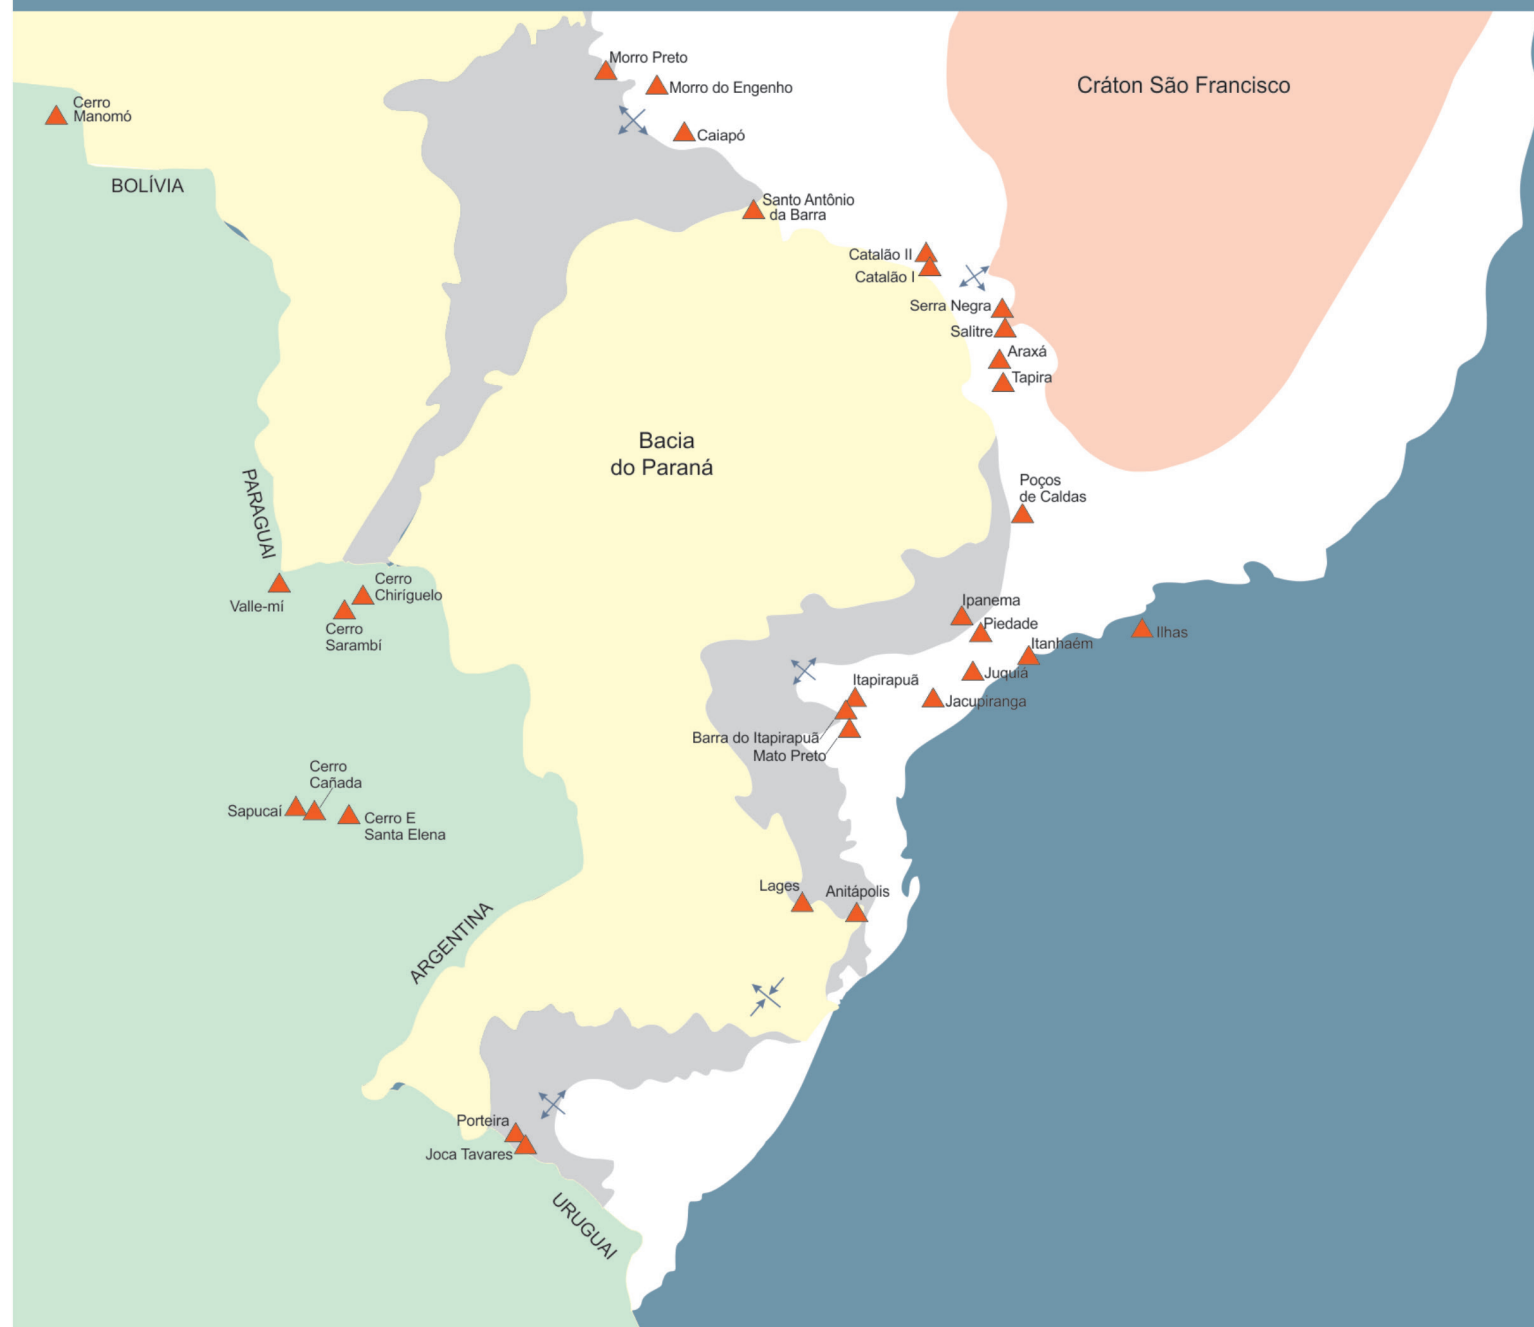 Morro Preto
Cráton São Francisco
Morro do Engenho
Cerro
Manomó
Caiapó
BOLÍVIA
Santo Antônio
da Barra
Catalão II
Catalão I
Serra Negra
Salitre
Araxá
Tapira
Bacia
do Paraná
PARAGUAI
Poços
de Caldas
Cerro
Chiríguelo
Valle-mí
Cerro
Sarambí
Ipanema
Piedade
Ilhas
Itanhaém
Juquiá
Itapirapuã
Jacupiranga
Barra do Itapirapuã
Mato Preto
Cerro
Cañada
Sapucaí
Cerro E
Santa Elena
Lages
Anitápolis
ARGENTINA
Porteira
Joca Tavares
URUGUAI